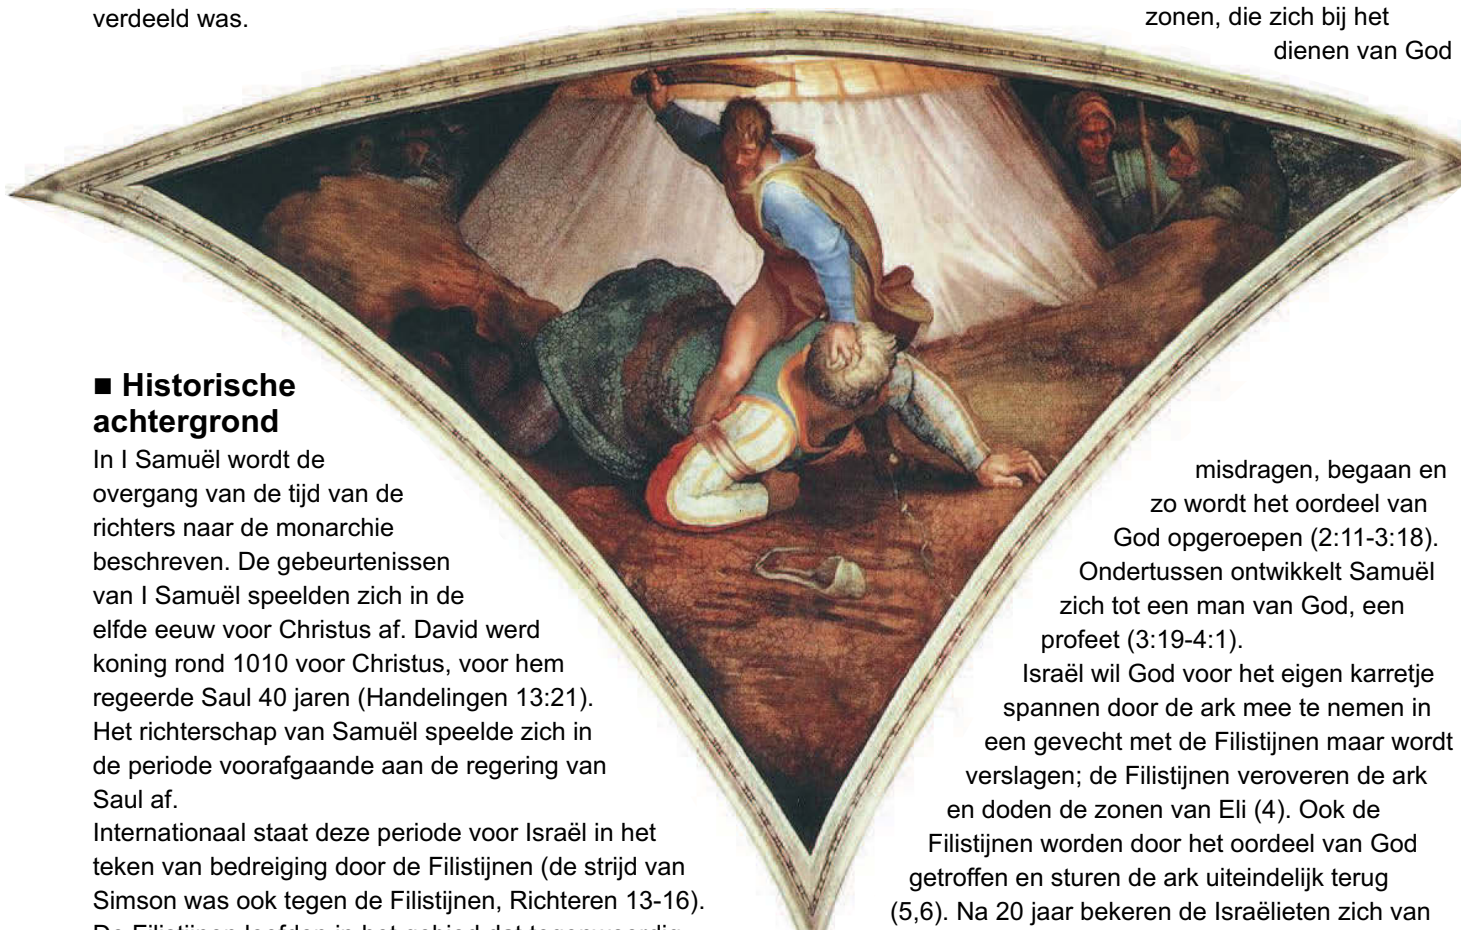 verdeeld was.
■ Historische
achtergrond
In I Samuël wordt de
overgang van de tijd van de
richters naar de monarchie
beschreven. De gebeurtenissen
van I Samuël speelden zich in de
elfde eeuw voor Christus af. David werd
koning rond 1010 voor Christus, voor hem
regeerde Saul 40 jaren (Handelingen 13:21).
Het richterschap van Samuël speelde zich in
de periode voorafgaande aan de regering van
Saul af.
Internationaal staat deze periode voor Israël in het
teken van bedreiging door de Filistijnen (de strijd van
Simson was ook tegen de Filistijnen, Richteren 13-16).
De Filistijnen leefden in het gebied dat tegenwoordig
zonen, die zich bij het
dienen van God
misdragen, begaan en
zo wordt het oordeel van
God opgeroepen (2:11-3:18).
Ondertussen ontwikkelt Samuël
zich tot een man van God, een
profeet (3:19-4:1).
Israël wil God voor het eigen karretje
spannen door de ark mee te nemen in
een gevecht met de Filistijnen maar wordt
verslagen; de Filistijnen veroveren de ark
en doden de zonen van Eli (4). Ook de
Filistijnen worden door het oordeel van God
getroffen en sturen de ark uiteindelijk terug
(5,6). Na 20 jaar bekeren de Israëlieten zich van